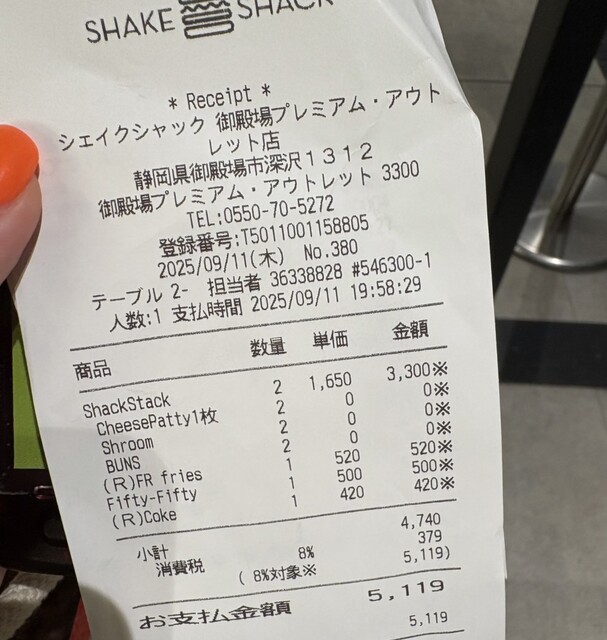 SHAKE SHACK
* Receipt *
シェイクシャック 御殿場プレミアム・アウト
レット店
静岡県御殿場市深沢1312
御殿場プレミアム・アウトレット 3300
TEL:0550-70-5272
登録番号:T5011001158805
2025/09/11(木) No.380
テーブル 2- 担当者 36338828 #546300-1
人数:1 支払時間 2025/09/11 19:58:29
商品 数量 単価 金額
ShackStack 2 1,650 3,300※
CheesePatty1枚 2 0 0※
Shroom 2 0 0※
BUNS 2 0 0※
(R)FR fries 1 520 520※
Fifty-Fifty 1 500 500※
(R)Coke 1 420 420※
小計 4,740
消費税 8% 379
( 8%対象※ 5,119)
お支払金額 5,119
5,119